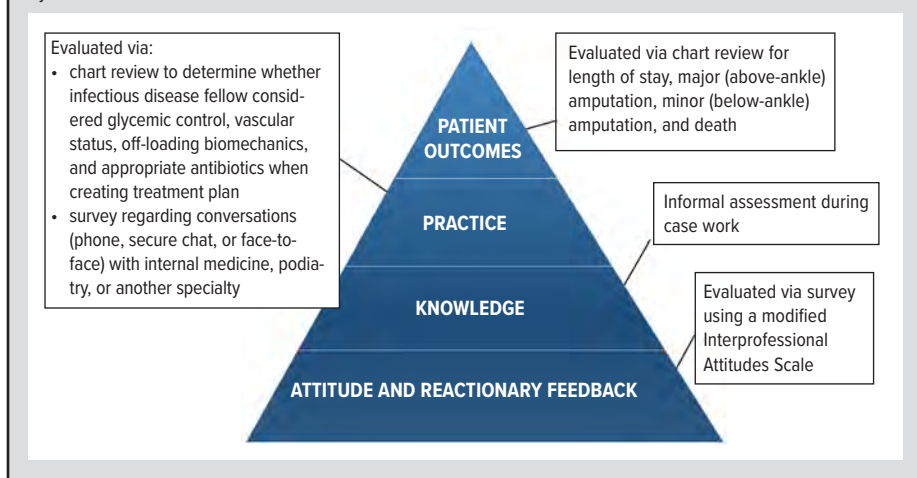 Evaluated via:
• chart review to determine whether
infectious disease fellow consid-
ered glycemic control, vascular
status, off-loading biomechanics,
and appropriate antibiotics when
creating treatment plan
• survey regarding conversations
(phone, secure chat, or face-to-
face) with internal medicine, podia-
try, or another specialty
Evaluated via chart review for
length of stay, major (above-ankle)
amputation, minor (below-ankle)
amputation, and death
PATIENT
OUTCOMES
PRACTICE
Informal assessment during
case work
KNOWLEDGE
Evaluated via survey
using a modified
Interprofessional
Attitudes Scale
ATTITUDE AND REACTIONARY FEEDBACK